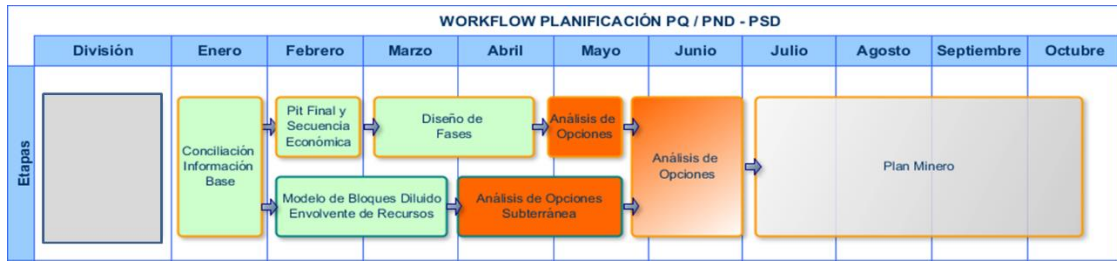 WORKFLOW PLANIFICACIÓN PQ / PND - PSD
División Enero Febrero Marzo Abril Mayo Junio Julio Agosto Septiembre Octubre
Etapas
Conciliación
Información
Base
Pit Final y
Secuencia
Económica
Diseño de
Fases
Análisis de
Opciones
Modelo de Bloques Diluido
Envolvente de Recursos
Análisis de Opciones
Subterránea
Análisis de
Opciones
Plan Minero